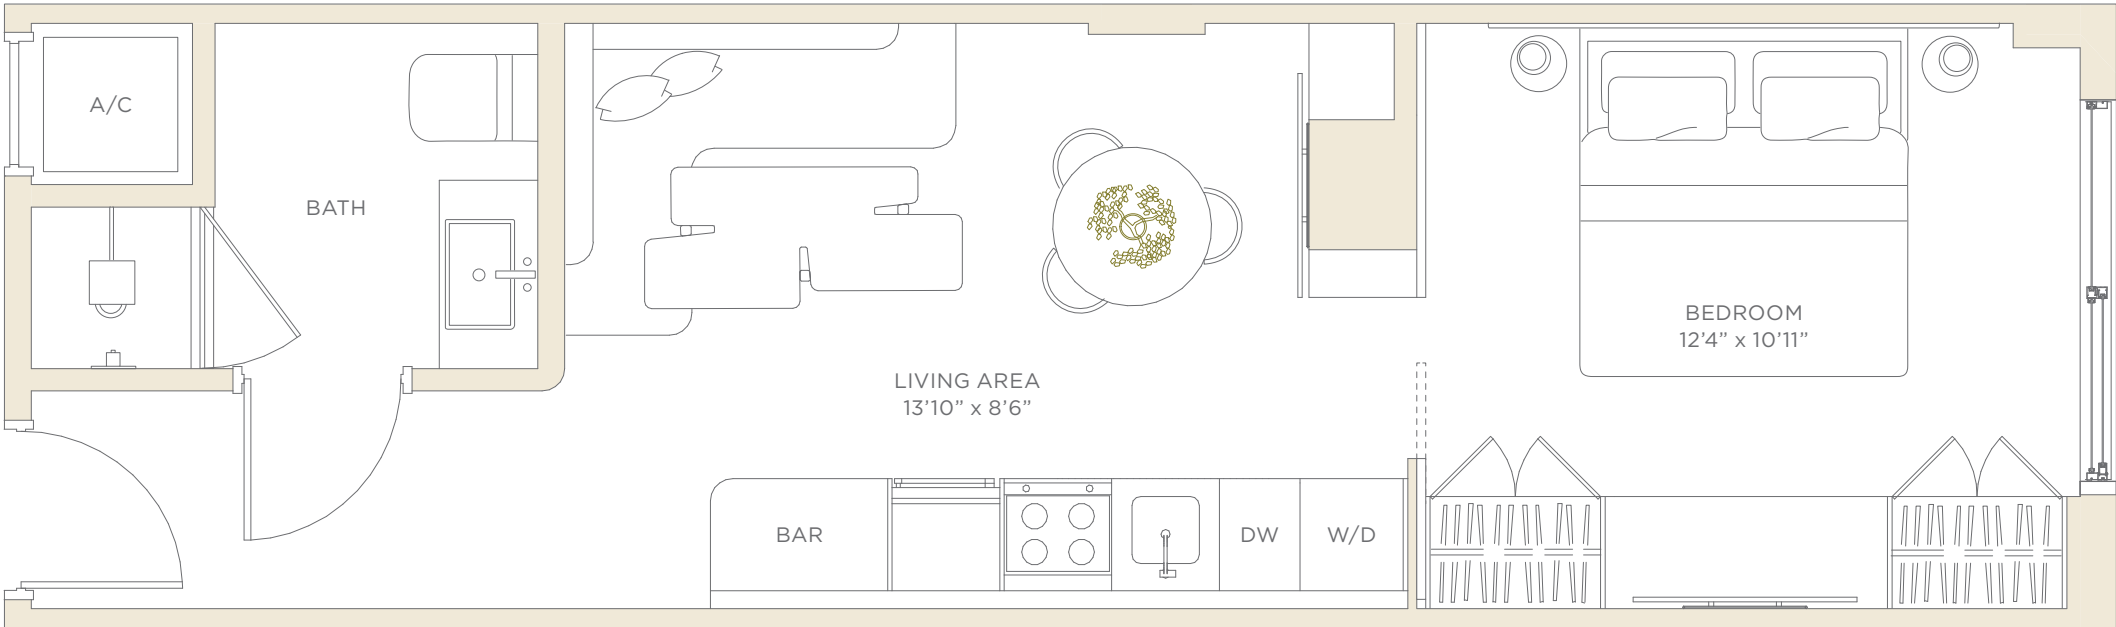 A/C
BATH
BEDROOM
12’4” x 10’11”
LIVING AREA
13’10” x 8’6”
BAR
DW
W/D